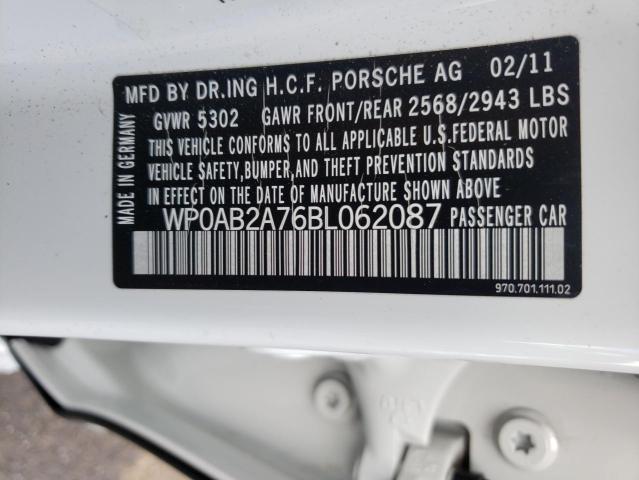 MFD BY DR.ING H.C.F. PORSCHE AG 02/11
GVWR 5302 GAWR FRONT/REAR 2568/2943 LBS
THIS VEHICLE CONFORMS TO ALL APPLICABLE U.S.FEDERAL MOTOR
VEHICLE SAFETY,BUMPER,AND THEFT PREVENTION STANDARDS
IN EFFECT ON THE DATE OF MANUFACTURE SHOWN ABOVE.
WP0AB2A76BL062087 PASSENGER CAR
970.701.111.02
MADE IN GERMANY